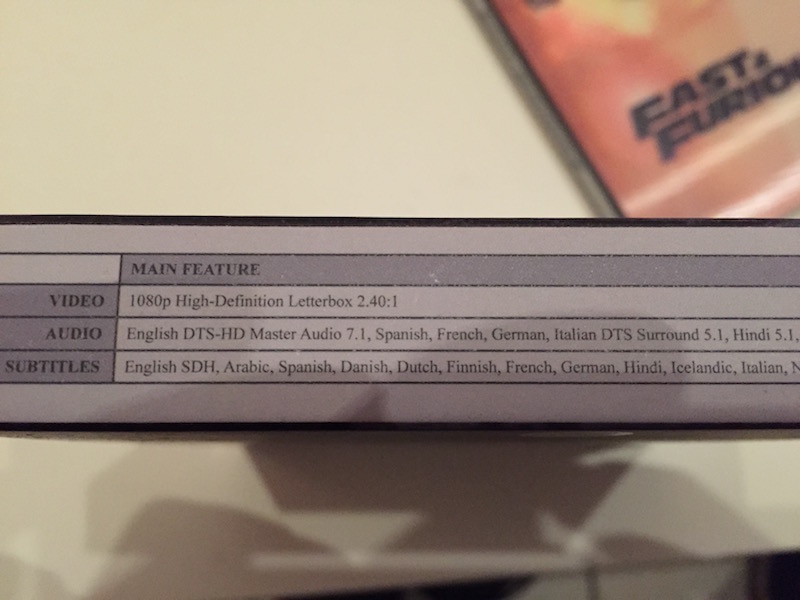 FAST &
FURIOU
MAIN FEATURE
VIDEO 1080p High-Definition Letterbox 2.40:1
AUDIO English DTS-HD Master Audio 7.1, Spanish, French, German, Italian DTS Surround 5.1, Hindi 5.1,
SUBTITLES English SDH, Arabic, Spanish, Danish, Dutch, Finnish, French, German, Hindi, Icelandic, Italian, N